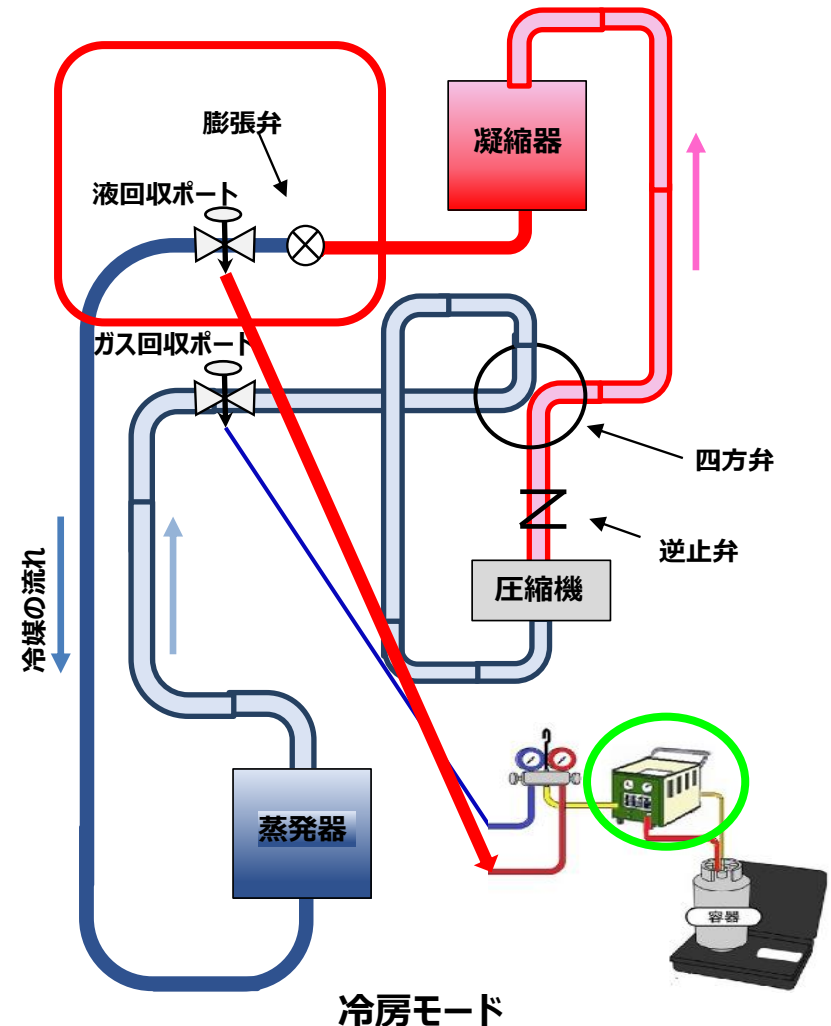 膨張弁
凝縮器
液回収ポート
ガス回収ポート
四方弁
逆止弁
圧縮機
冷媒の流れ
蒸発器
容器
冷房モード